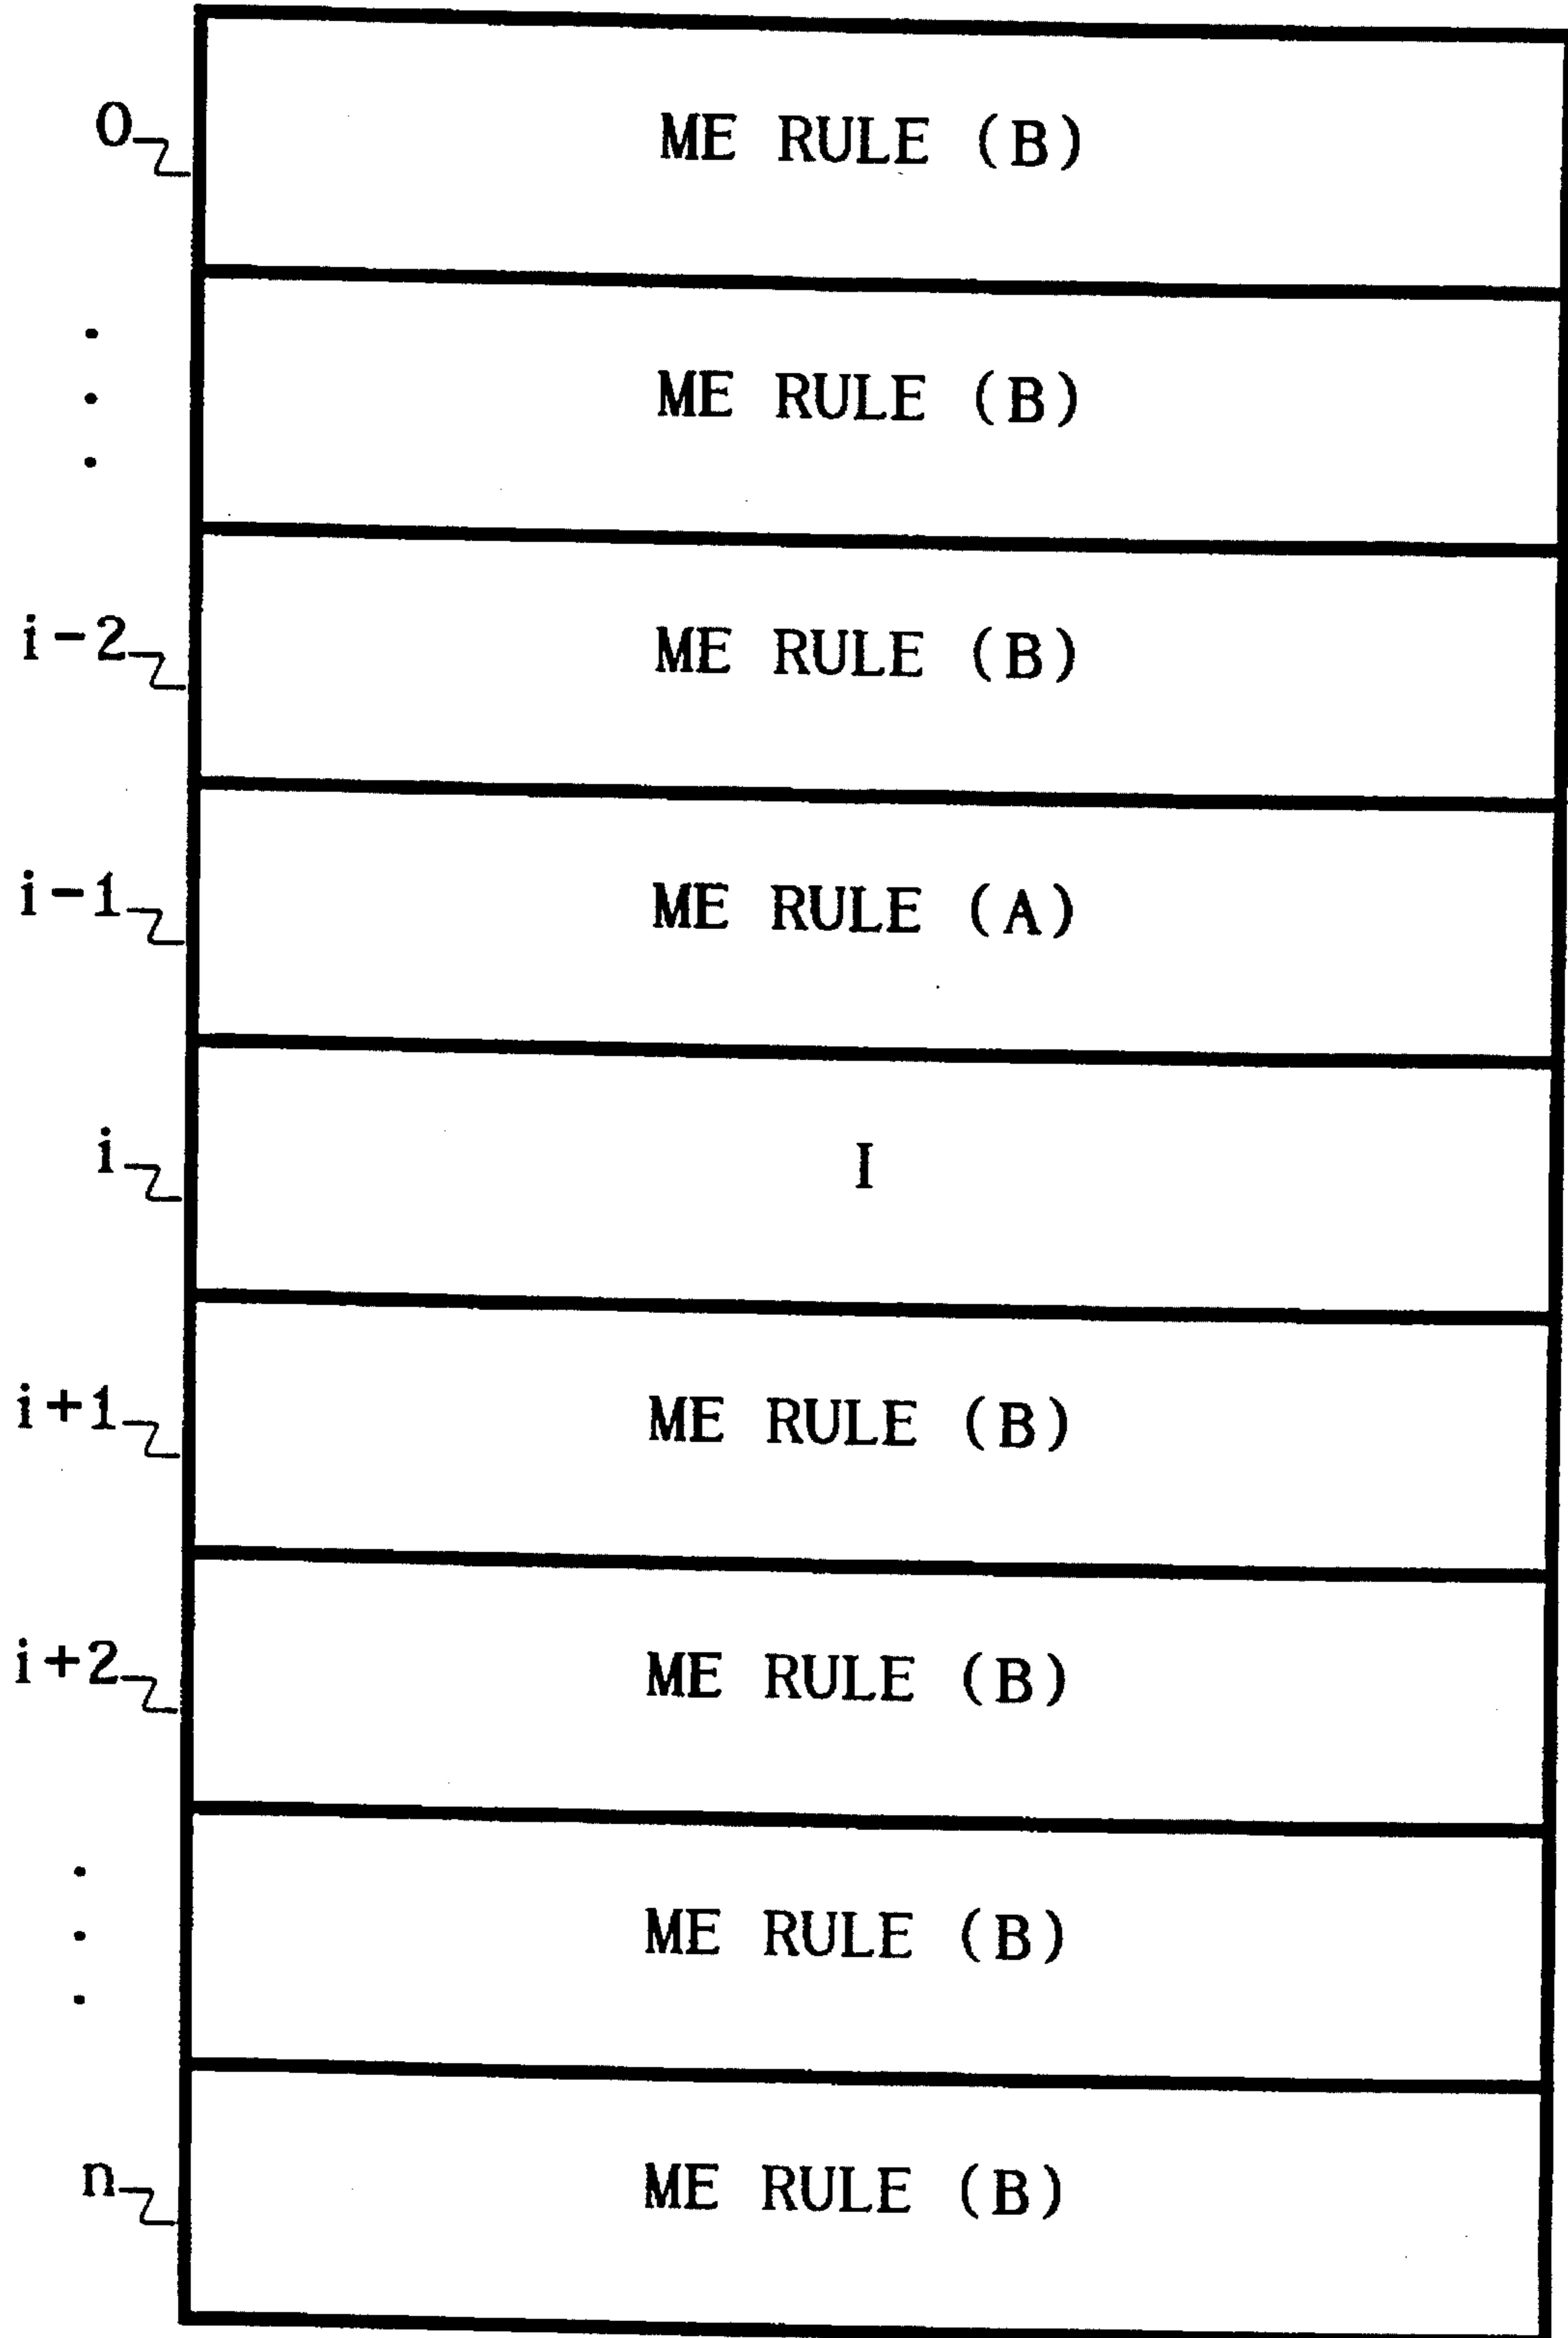 0 ME RULE (B)
ME RULE (B)
i-2 ME RULE (B)
i-1 ME RULE (A)
i I
i+1 ME RULE (B)
i+2 ME RULE (B)
ME RULE (B)
n ME RULE (B)